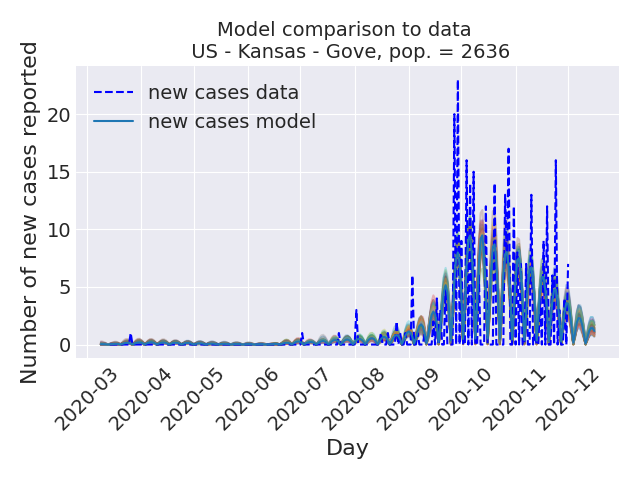 Model comparison to data
US - Kansas - Gove, pop. = 2636
new cases data
new cases model
Number of new cases reported
20
15
10
5
0
2020-03
2020-04
2020-05
2020-06
2020-07
2020-08
2020-09
2020-10
2020-11
2020-12
Day